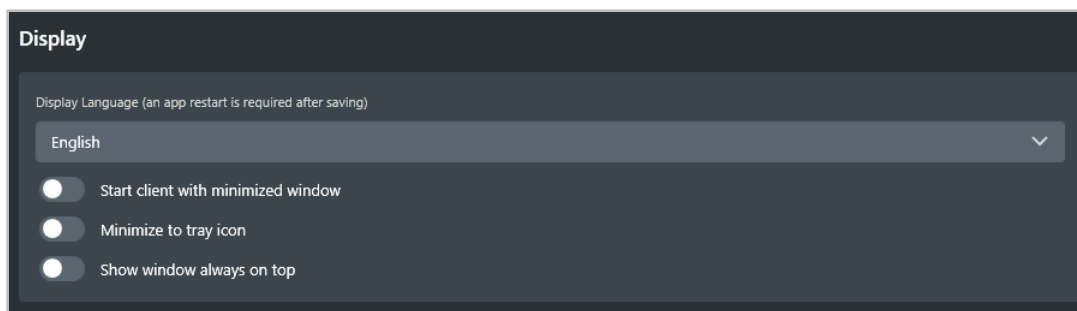 Display
Display Language (an app restart is required after saving)
English
Start client with minimized window
Minimize to tray icon
Show window always on top